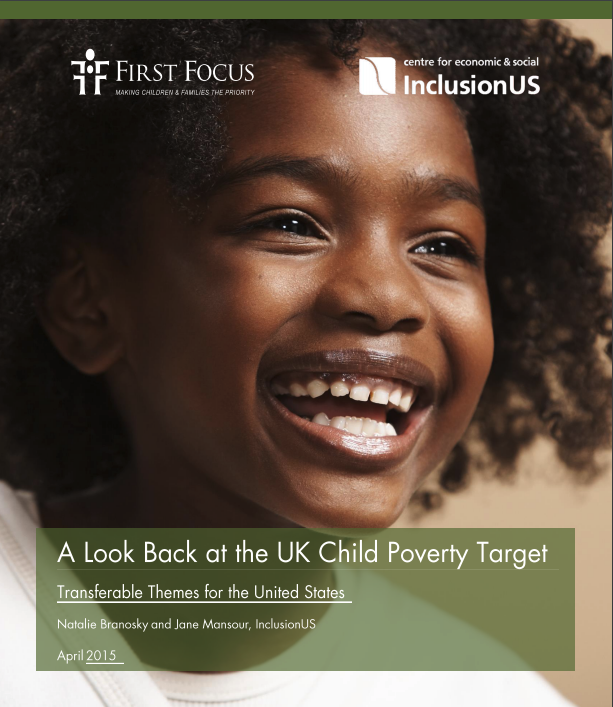 FIRST FOCUS
MAKING CHILDREN & FAMILIES THE PRIORITY
centre for economic & social
InclusionUS
A Look Back at the UK Child Poverty Target
Transferable Themes for the United States
Natalie Branosky and Jane Mansour, InclusionUS
April 2015